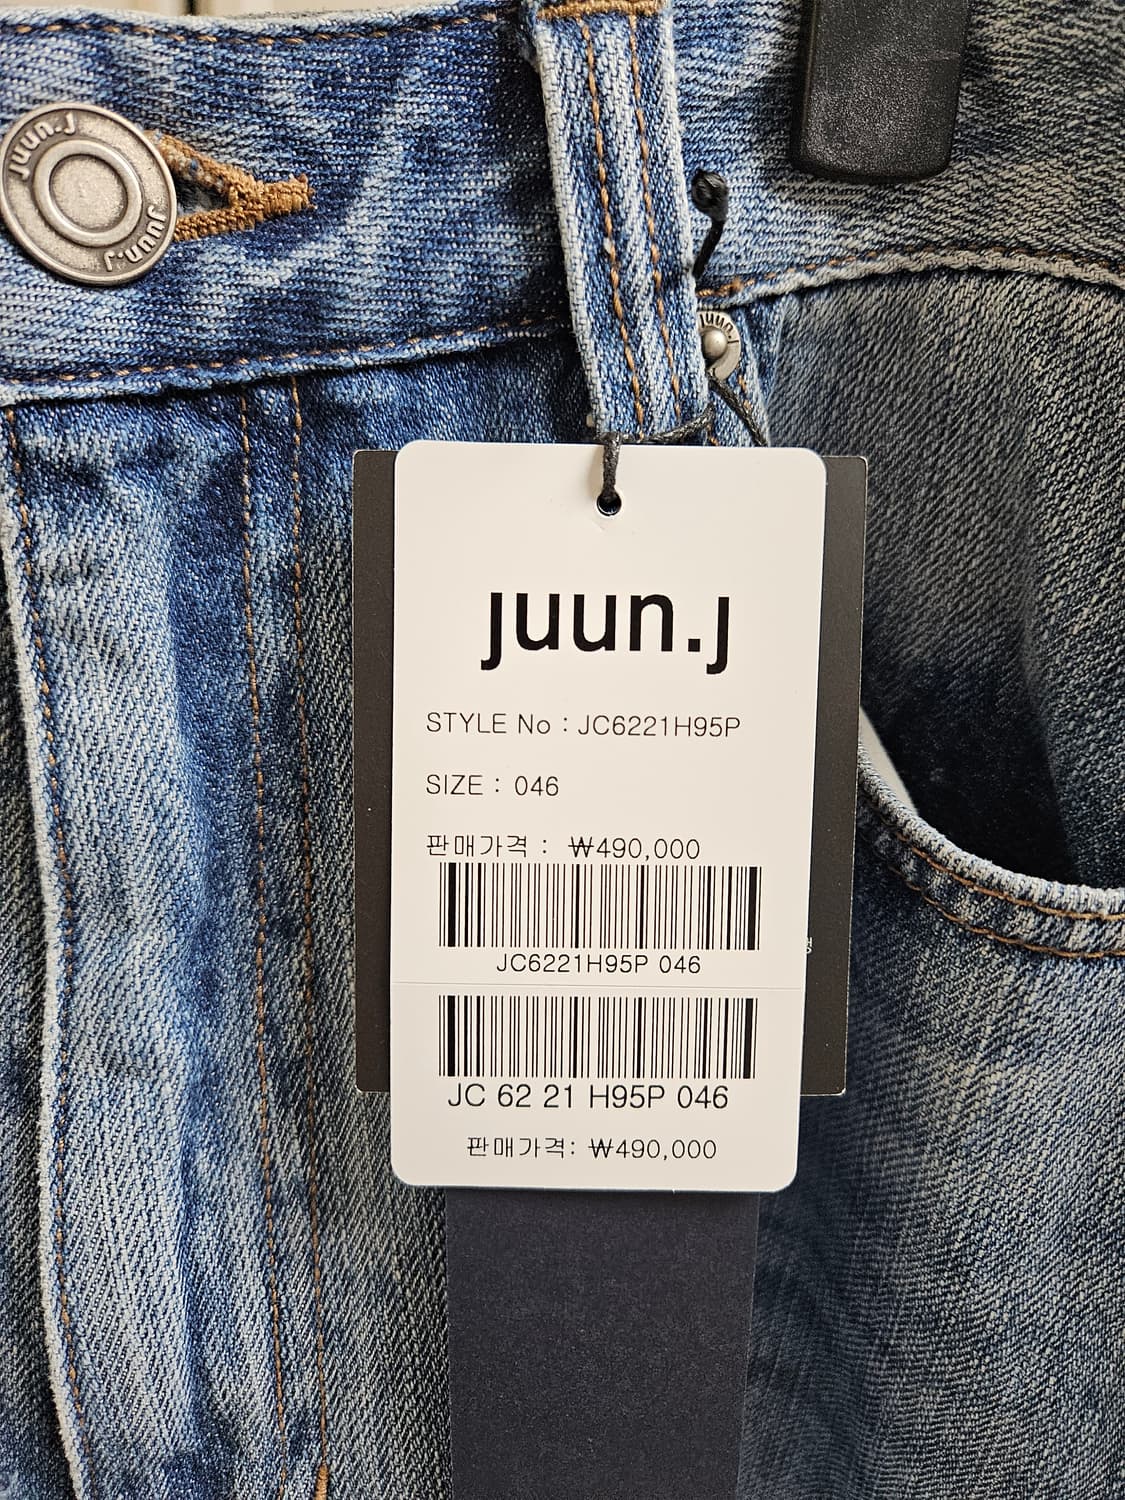 juun.j
juun.j
juun.j
juun.j
STYLE No : JC6221H95P
SIZE : 046
판매가격 : ₩490,000
JC6221H95P 046
JC 62 21 H95P 046
판매가격: ₩490,000